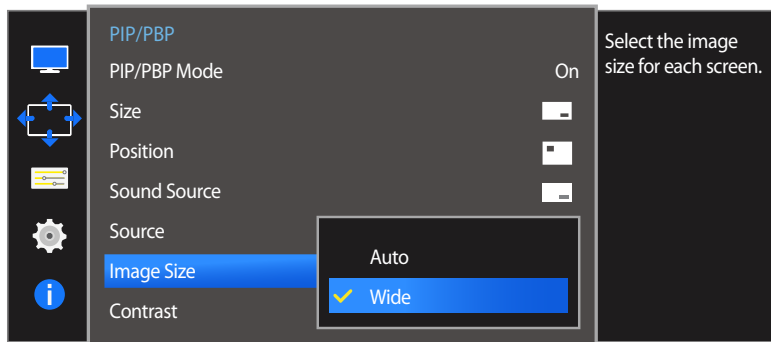 PIP/PBP
PIP/PBP Mode On
Size
Position
Sound Source
Source
Image Size
Contrast
Auto
Wide
Select the image
size for each screen.
i